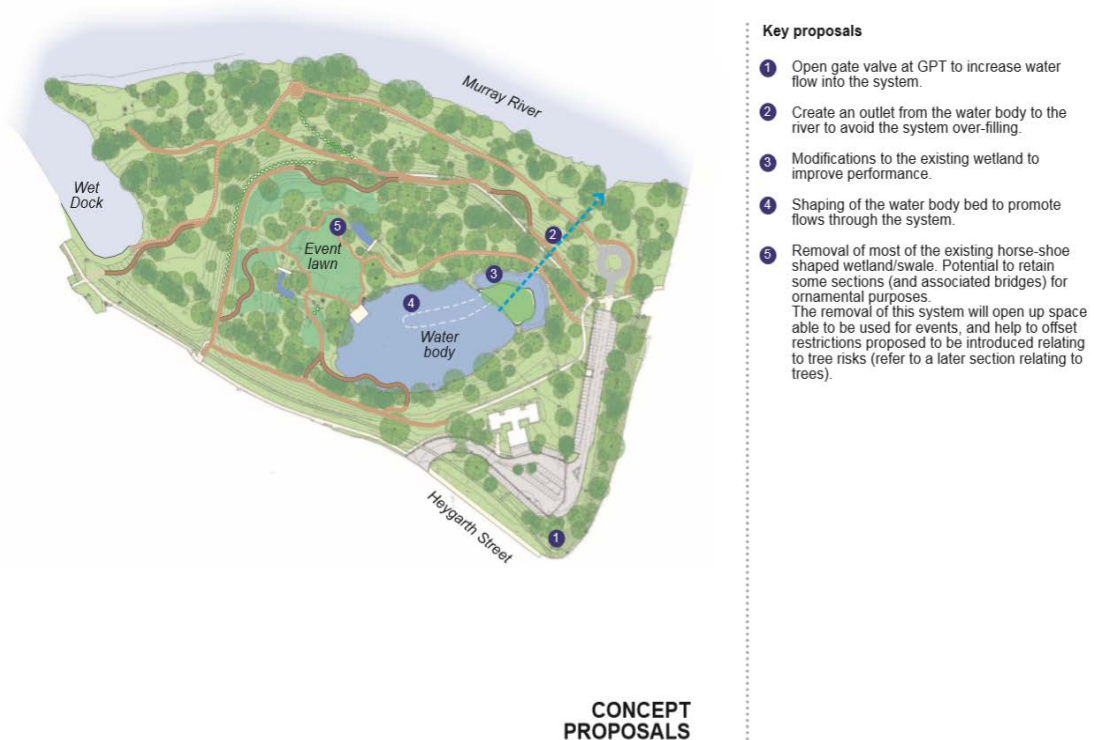 Murray River
Wet
Dock
5
Event
lawn
2
3
4
Water
body
Heygarth Street
1
CONCEPT
PROPOSALS
Key proposals
1 Open gate valve at GPT to increase water
flow into the system.
2 Create an outlet from the water body to the
river to avoid the system over-filling.
3 Modifications to the existing wetland to
improve performance.
4 Shaping of the water body bed to promote
flows through the system.
5 Removal of most of the existing horse-shoe
shaped wetland/swale. Potential to retain
some sections (and associated bridges) for
ornamental purposes.
The removal of this system will open up space
able to be used for events, and help to offset
restrictions proposed to be introduced relating
to tree risks (refer to a later section relating to
trees).